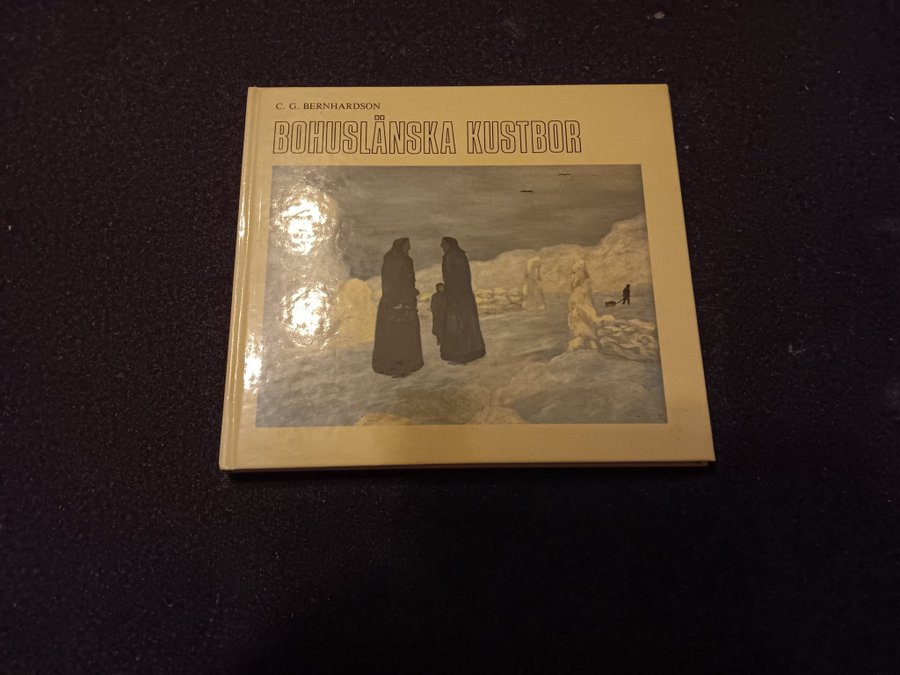 C. G. BERNHARDSON
BOHUSLÄNSKA KUSTBOR